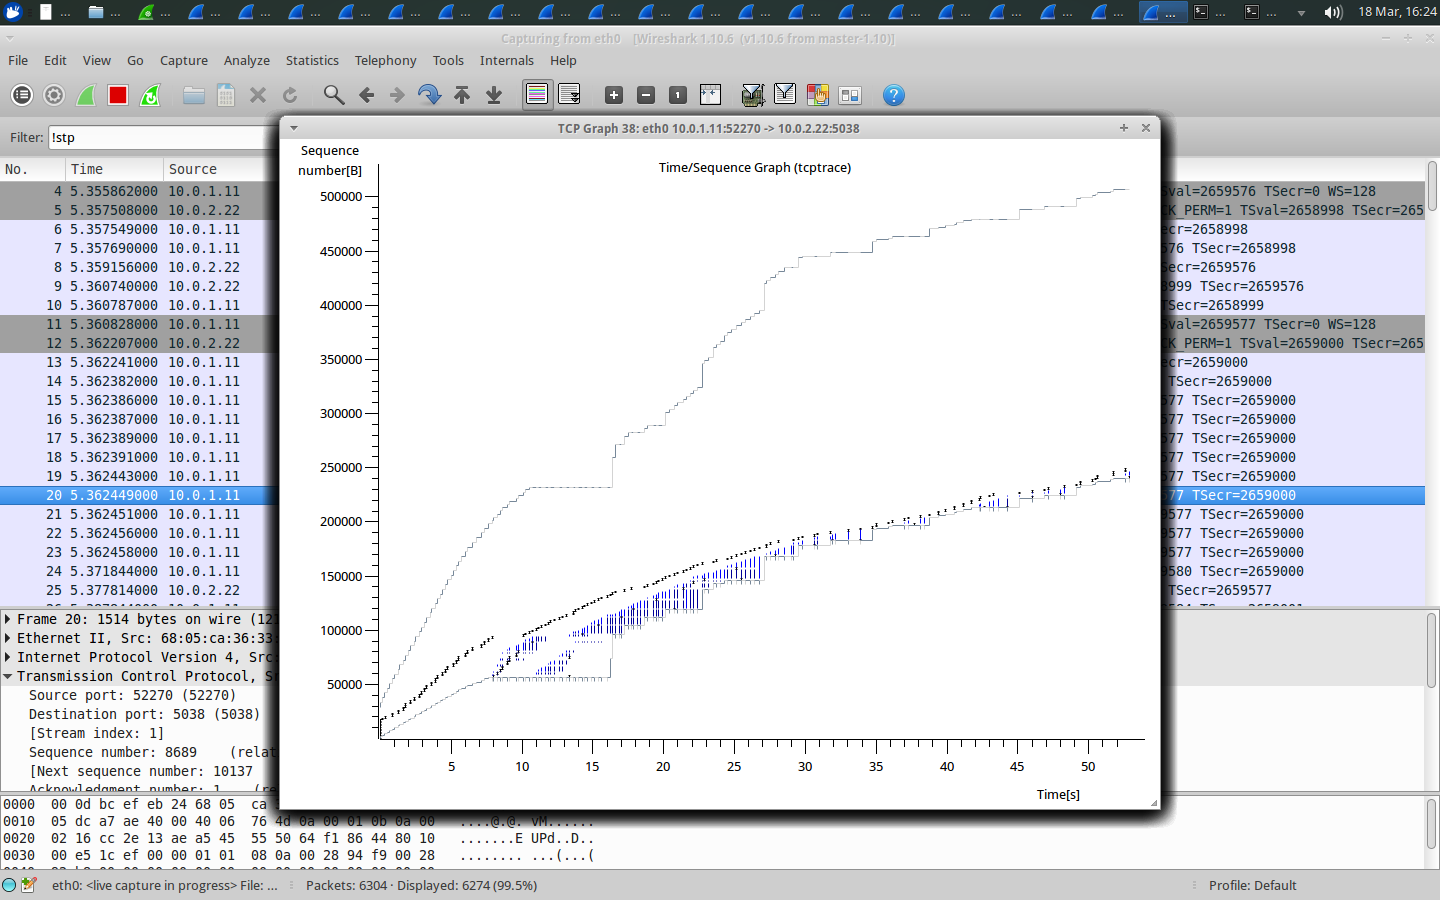 ... ... ... ... ... ... ... ... ... ... ... ... ... ... ... ... ... ... ... ... ... ... ... ... ... ... 18 Mar, 16:24
Capturing from eth0 [Wireshark 1.10.6 (v1.10.6 from master-1.10)]
File Edit View Go Capture Analyze Statistics Telephony Tools Internals Help
Filter: !stp
No. Time Source
4 5.355862000 10.0.1.11 Sval=2659576 TSecr=0 WS=128
5 5.357508000 10.0.2.22 CK_PERM=1 TSval=2658998 TSecr=265
6 5.357549000 10.0.1.11 ecr=2658998
7 5.357690000 10.0.1.11 576 TSecr=2658998
8 5.359156000 10.0.2.22 Secr=2659576
9 5.360740000 10.0.2.22 8999 TSecr=2659576
10 5.360787000 10.0.1.11 TSecr=2658999
11 5.360828000 10.0.1.11 Sval=2659577 TSecr=0 WS=128
12 5.362207000 10.0.2.22 CK_PERM=1 TSval=2659000 TSecr=265
13 5.362241000 10.0.1.11 ecr=2659000
14 5.362382000 10.0.1.11 TSecr=2659000
15 5.362386000 10.0.1.11 577 TSecr=2659000
16 5.362387000 10.0.1.11 577 TSecr=2659000
17 5.362389000 10.0.1.11 577 TSecr=2659000
18 5.362391000 10.0.1.11 577 TSecr=2659000
19 5.362443000 10.0.1.11 577 TSecr=2659000
20 5.362449000 10.0.1.11 577 TSecr=2659000
21 5.362451000 10.0.1.11 9577 TSecr=2659000
22 5.362456000 10.0.1.11 9577 TSecr=2659000
23 5.362458000 10.0.1.11 9577 TSecr=2659000
24 5.371844000 10.0.1.11 9580 TSecr=2659000
25 5.377814000 10.0.2.22 TSecr=2659577
TCP Graph 38: eth0 10.0.1.11:52270 -> 10.0.2.22:5038
Sequence
number[B]
Time/Sequence Graph (tcptrace)
500000
450000
400000
350000
300000
250000
200000
150000
100000
50000
5 10 15 20 25 30 35 40 45 50
Time[s]
Frame 20: 1514 bytes on wire (121
Ethernet II, Src: 68:05:ca:36:33:
Internet Protocol Version 4, Src:
Transmission Control Protocol, S
Source port: 52270 (52270)
Destination port: 5038 (5038)
[Stream index: 1]
Sequence number: 8689 (relat
[Next sequence number: 10137
Acknowledgment number: 1 (re
0000 00 0d bc ef eb 24 68 05 ca
0010 05 dc a7 ae 40 00 40 06 76 4d 0a 00 01 0b 0a 00 ....@.@. vM......
0020 02 16 cc 2e 13 ae a5 45 55 50 64 f1 86 44 80 10 .......E UPd..D..
0030 00 e5 1c ef 00 00 01 01 08 0a 00 28 94 f9 00 28 ........ ...(...(
eth0: <live capture in progress> File: ... Packets: 6304 · Displayed: 6274 (99.5%) Profile: Default